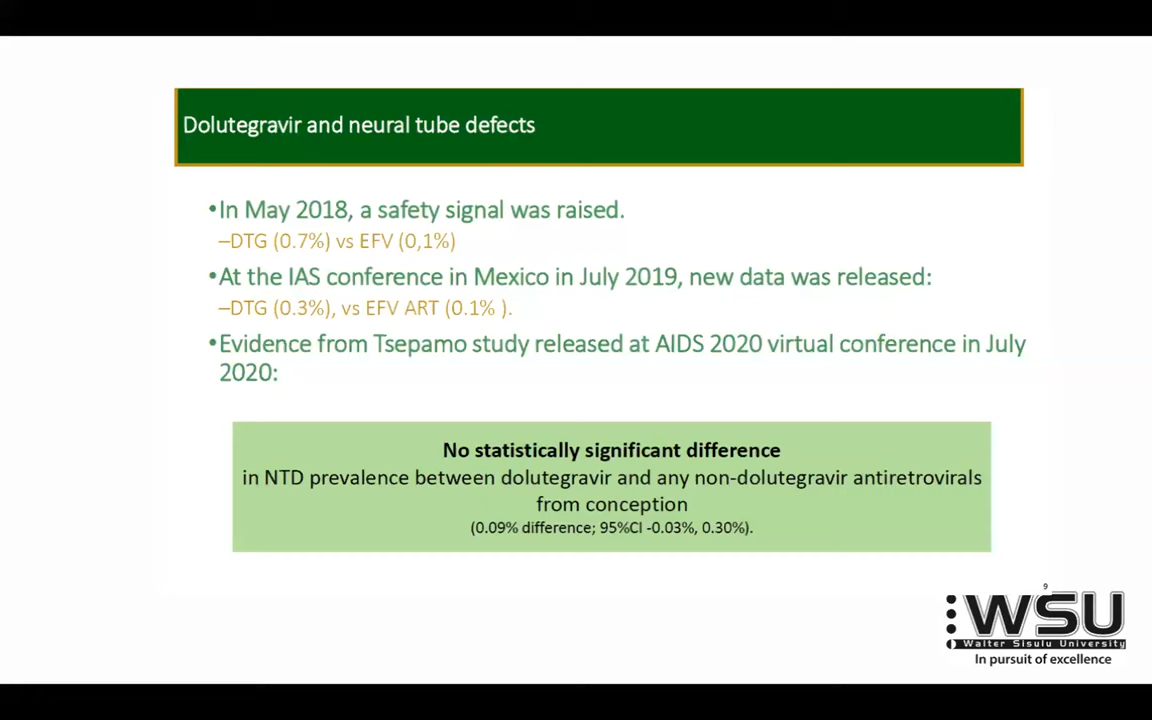 Dolutegravir and neural tube defects
•In May 2018, a safety signal was raised.
–DTG (0.7%) vs EFV (0,1%)
•At the IAS conference in Mexico in July 2019, new data was released:
–DTG (0.3%), vs EFV ART (0.1% ).
•Evidence from Tsepamo study released at AIDS 2020 virtual conference in July
2020:
No statistically significant difference
in NTD prevalence between dolutegravir and any non-dolutegravir antiretrovirals
from conception
(0.09% difference; 95%CI -0.03%, 0.30%).
9
WSU
Walter Sisulu University
In pursuit of excellence